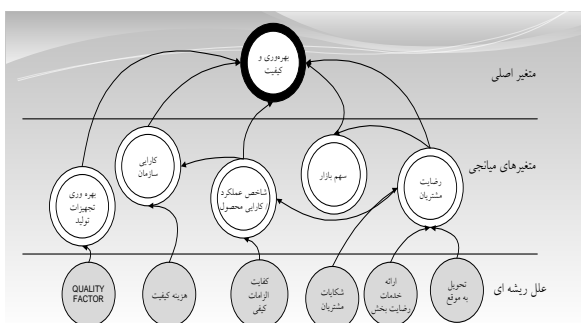 بهره‌وری و
کیفیت
متغیر اصلی
کارایی
سازمان
سهم بازار
متغیرهای میانجی
رضایت
مشتریان
شاخص عملکرد
کارایی محصول
بهره وری
تجهیزات
تولید
علل ریشه ای
تحویل
به موقع
ارائه
خدمات
رضایت بخش
شکایات
مشتریان
کفایت
الزامات
کیفی
هزینه کیفیت
QUALITY
FACTOR